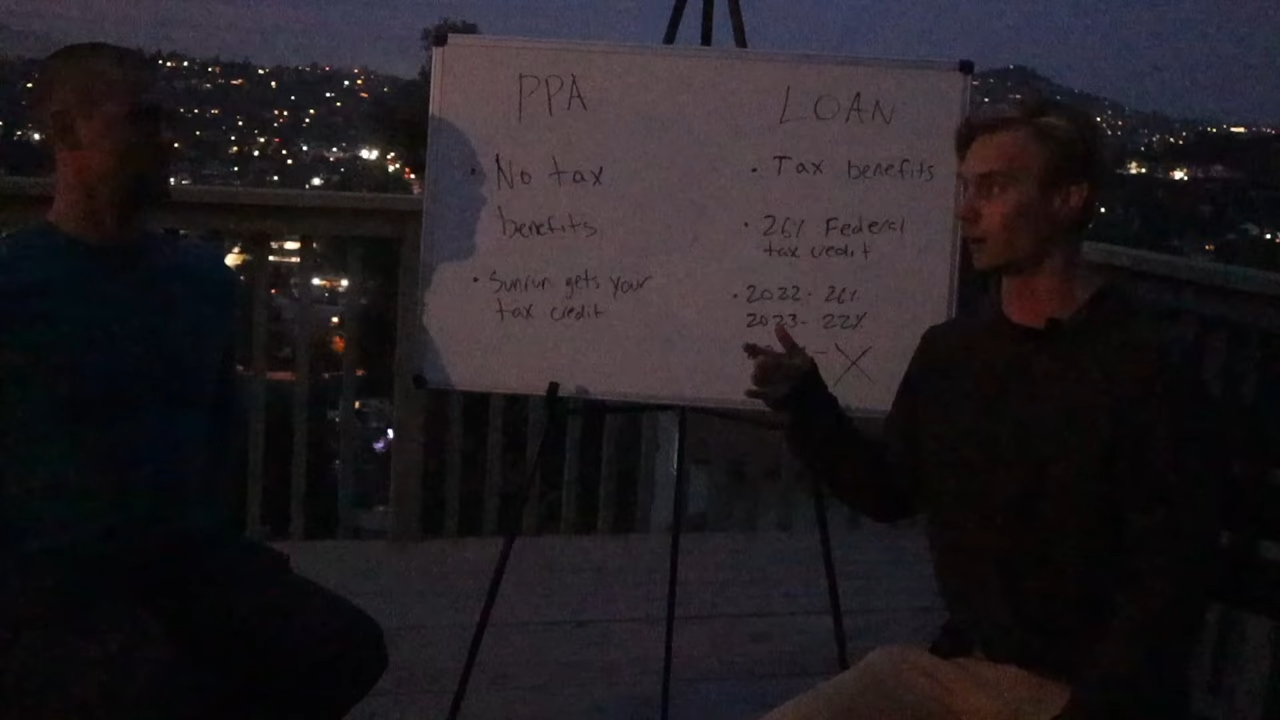 PPA
• No tax
benefits
• Sunrun gets your
tax credit
LOAN
• Tax benefits
• 26% Federal
tax credit
• 2022- 26%
2023- 22%
- X